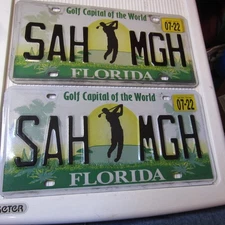 Golf Capital of the World
07-22
SAH MGH
FLORIDA
Golf Capital of the World
07-22
SAH MGH
FLORIDA